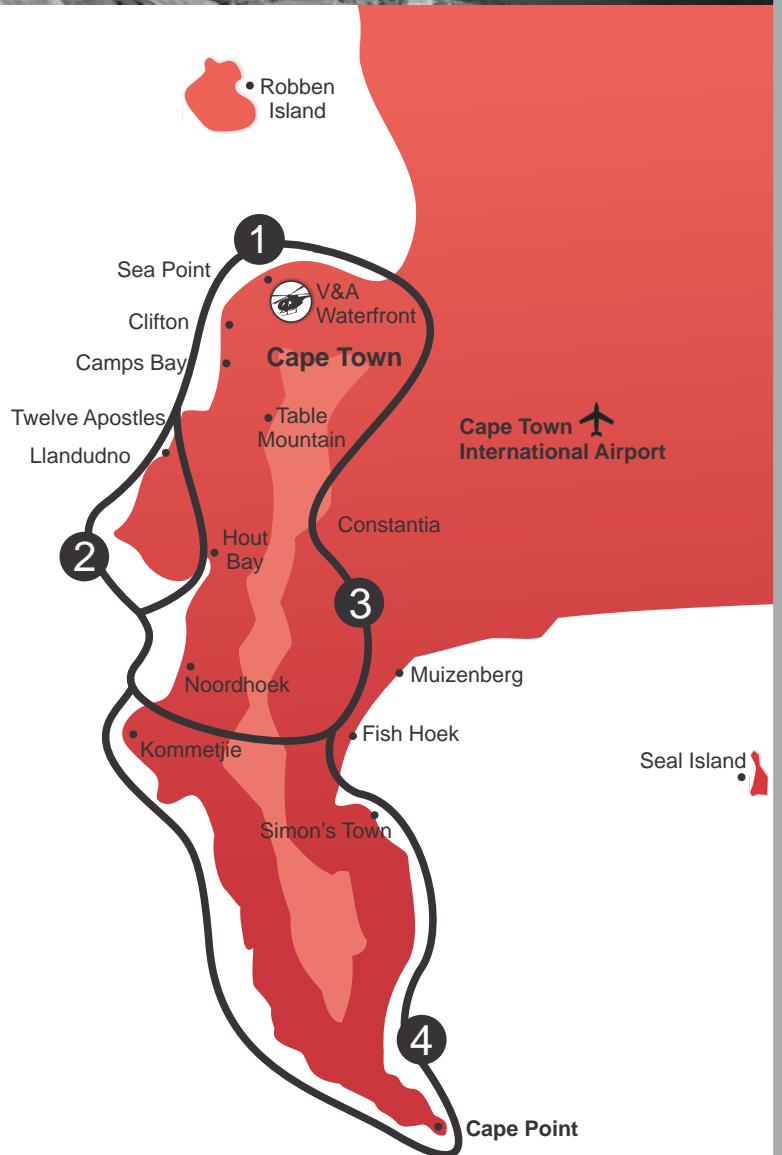 Robben
Island
1
Sea Point
V&A
Waterfront
Clifton
Cape Town
Camps Bay
Twelve Apostles
Table
Mountain
Cape Town
International Airport
Llandudno
Constantia
Hout
Bay
2
3
Noordhoek
Muizenberg
Fish Hoek
Kommetjie
Seal Island
Simon's Town
4
Cape Point